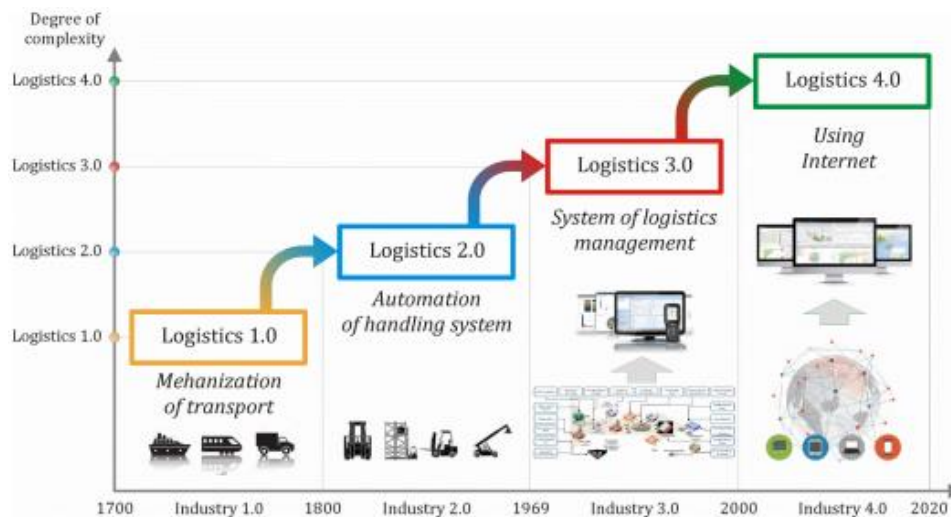 Degree of
complexity
Logistics 4.0
Logistics 3.0
Logistics 2.0
Logistics 1.0
Logistics 4.0
Using
Internet
Logistics 3.0
System of logistics
management
Logistics 2.0
Automation
of handling system
Logistics 1.0
Mehanization
of transport
1700 Industry 1.0 1800 Industry 2.0 1969 Industry 3.0 2000 Industry 4.0 2020